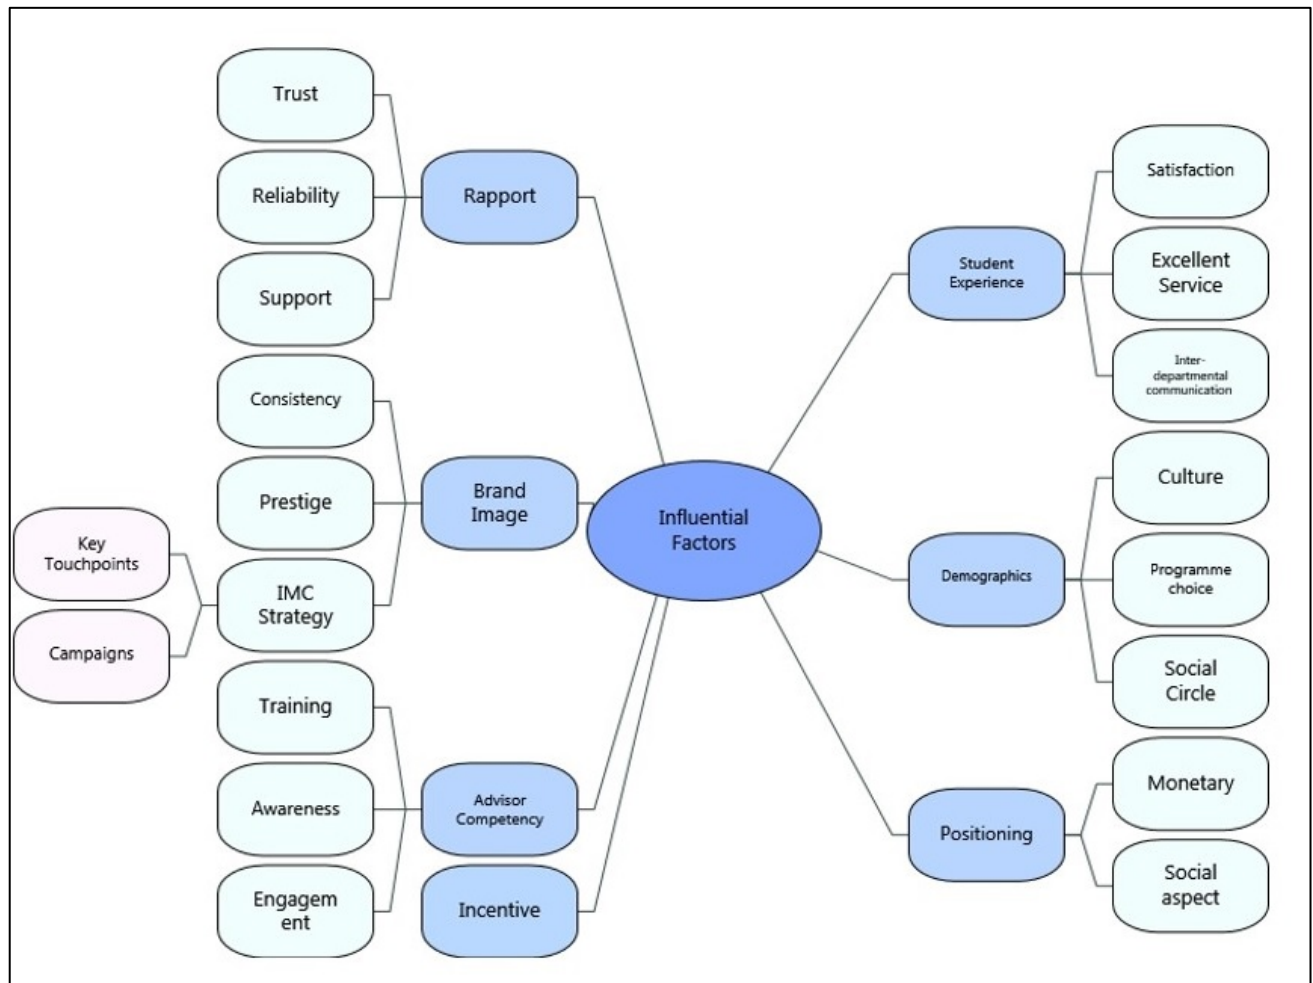 Trust
Reliability
Support
Rapport
Consistency
Prestige
IMC
Strategy
Brand
Image
Key
Touchpoints
Campaigns
Training
Awareness
Engagem
ent
Advisor
Competency
Incentive
Influential
Factors
Student
Experience
Satisfaction
Excellent
Service
Inter-
departmental
communication
Demographics
Culture
Programme
choice
Social
Circle
Positioning
Monetary
Social
aspect